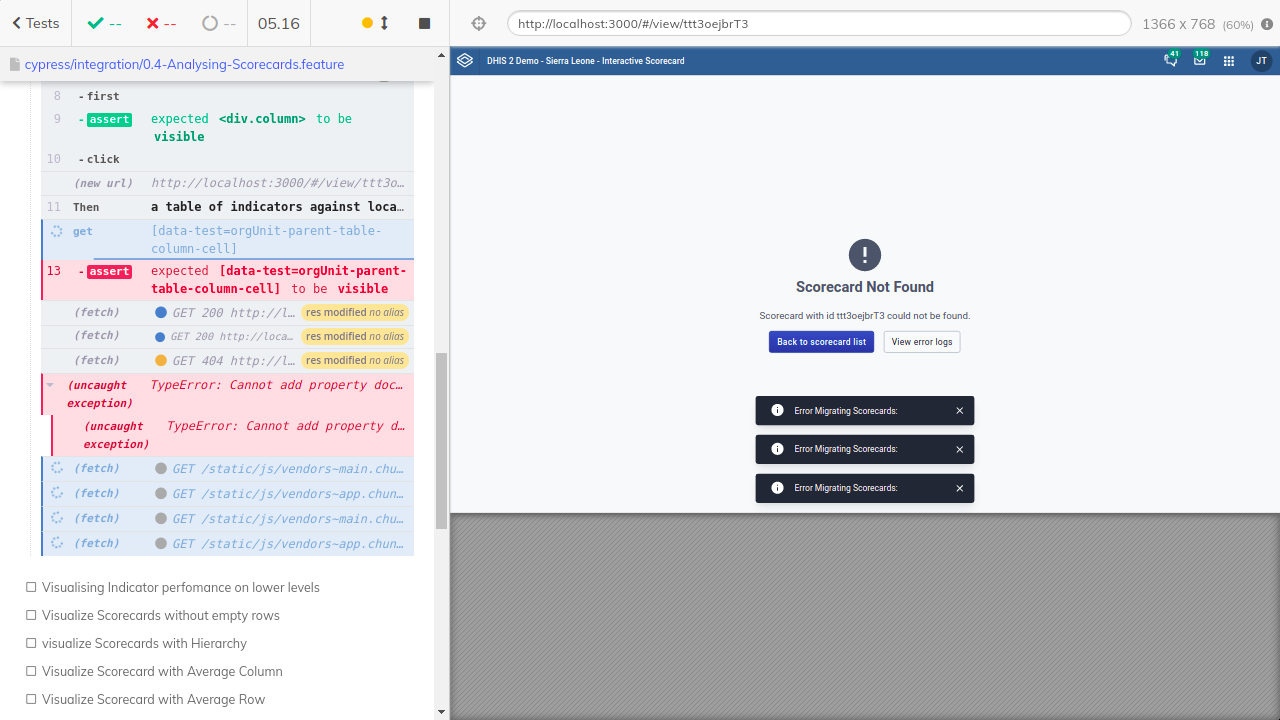 Tests
--
--
--
05.16
http://localhost:3000/#/view/ttt3oejbrT3
1366 x 768 (60%)
cypress/integration/0.4-Analysing-Scorecards.feature
8 - first
9 - assert expected <div.column> to be
visible
10 - click
(new url) http://localhost:3000/#/view/ttt3o…
11 Then a table of indicators against loca…
get [data-test=orgUnit-parent-table-
column-cell]
13 - assert expected [data-test=orgUnit-parent-
table-column-cell] to be visible
(fetch) GET 200 http://l… res modified no alias
(fetch) GET 200 http://loca… res modified no alias
(fetch) GET 404 http://l… res modified no alias
(uncaught TypeError: Cannot add property doc…
exception)
(uncaught TypeError: Cannot add property d…
exception)
(fetch) GET /static/js/vendors~main.chu…
(fetch) GET /static/js/vendors~app.chun…
(fetch) GET /static/js/vendors~main.chu…
(fetch) GET /static/js/vendors~app.chun…
Visualising Indicator perfomance on lower levels
Visualize Scorecards without empty rows
visualize Scorecards with Hierarchy
Visualize Scorecard with Average Column
Visualize Scorecard with Average Row
DHIS 2 Demo - Sierra Leone - Interactive Scorecard
41
118
JT
Scorecard Not Found
Scorecard with id ttt3oejbrT3 could not be found.
Back to scorecard list
View error logs
Error Migrating Scorecards:
Error Migrating Scorecards:
Error Migrating Scorecards: